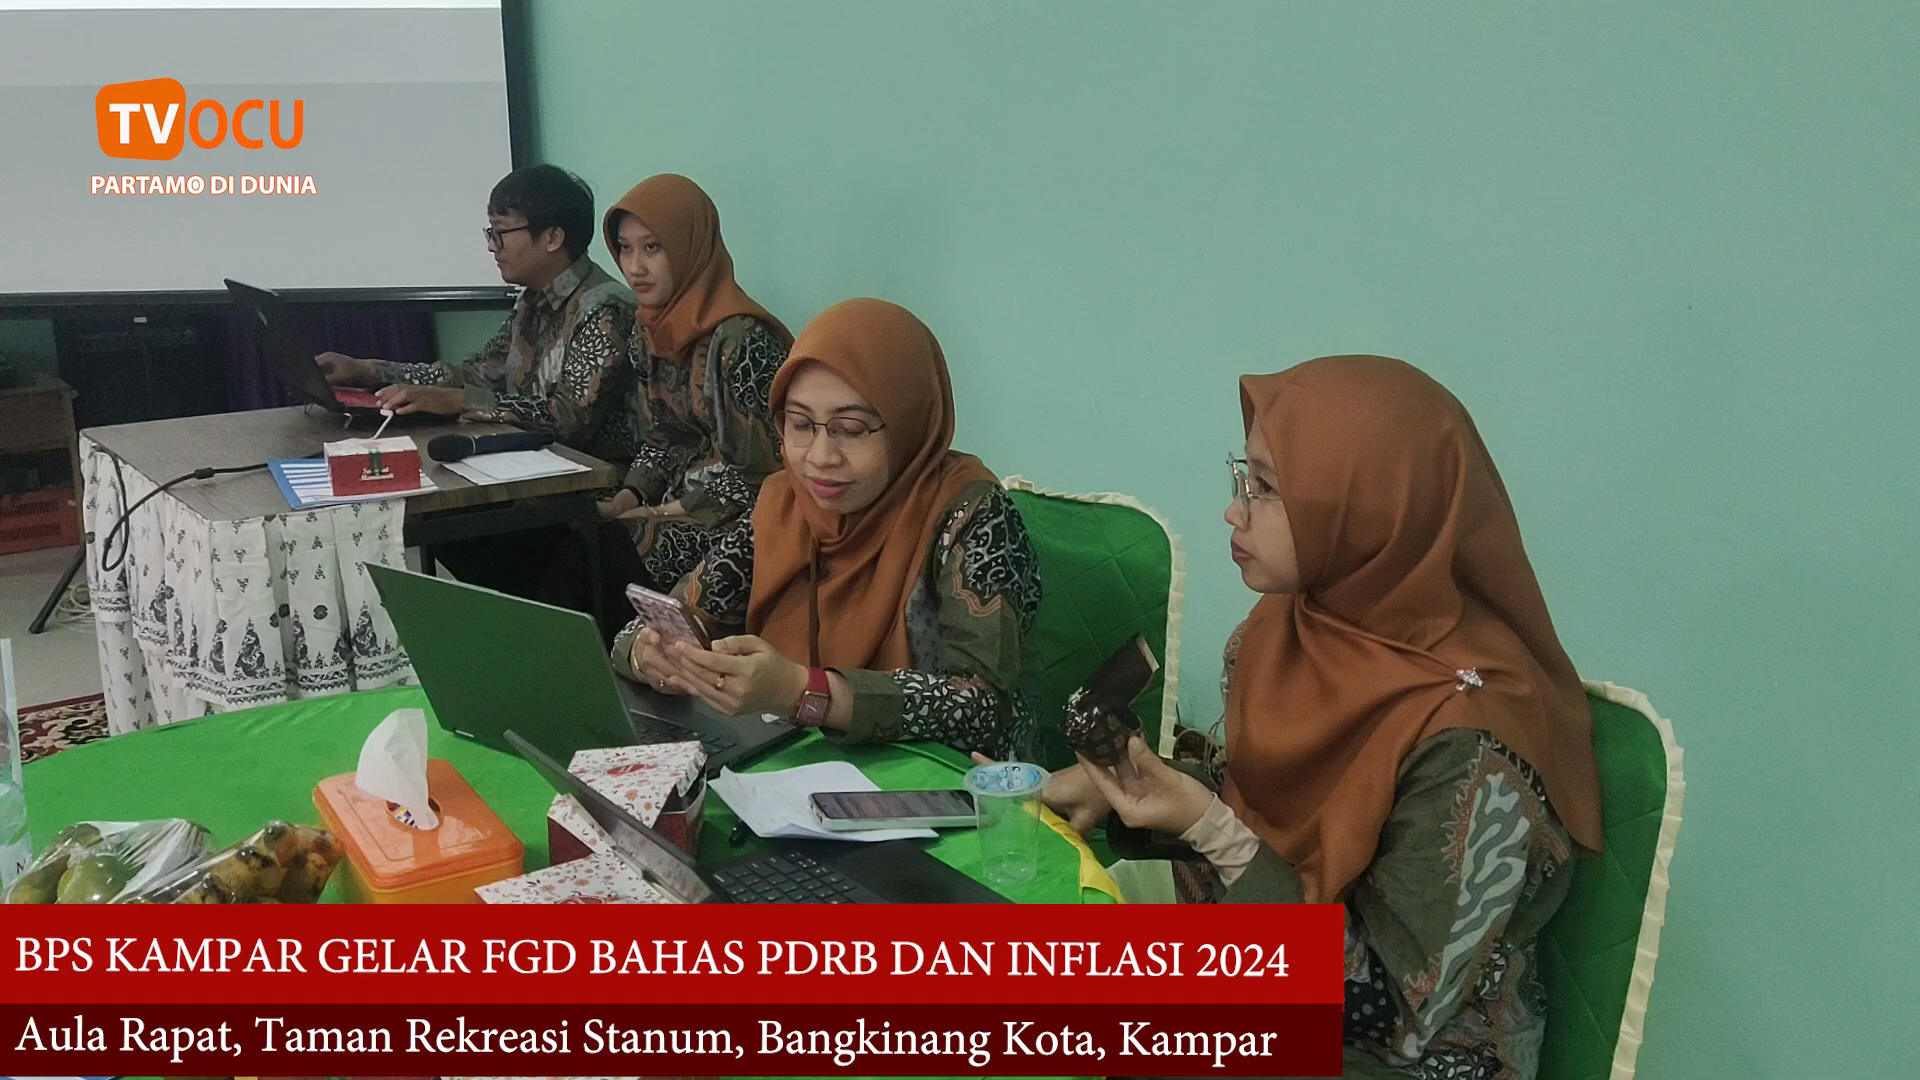 TVOCU
PARTAMO DI DUNIA
BPS KAMPAR GELAR FGD BAHAS PDRB DAN INFLASI 2024
Aula Rapat, Taman Rekreasi Stanum, Bangkinang Kota, Kampar